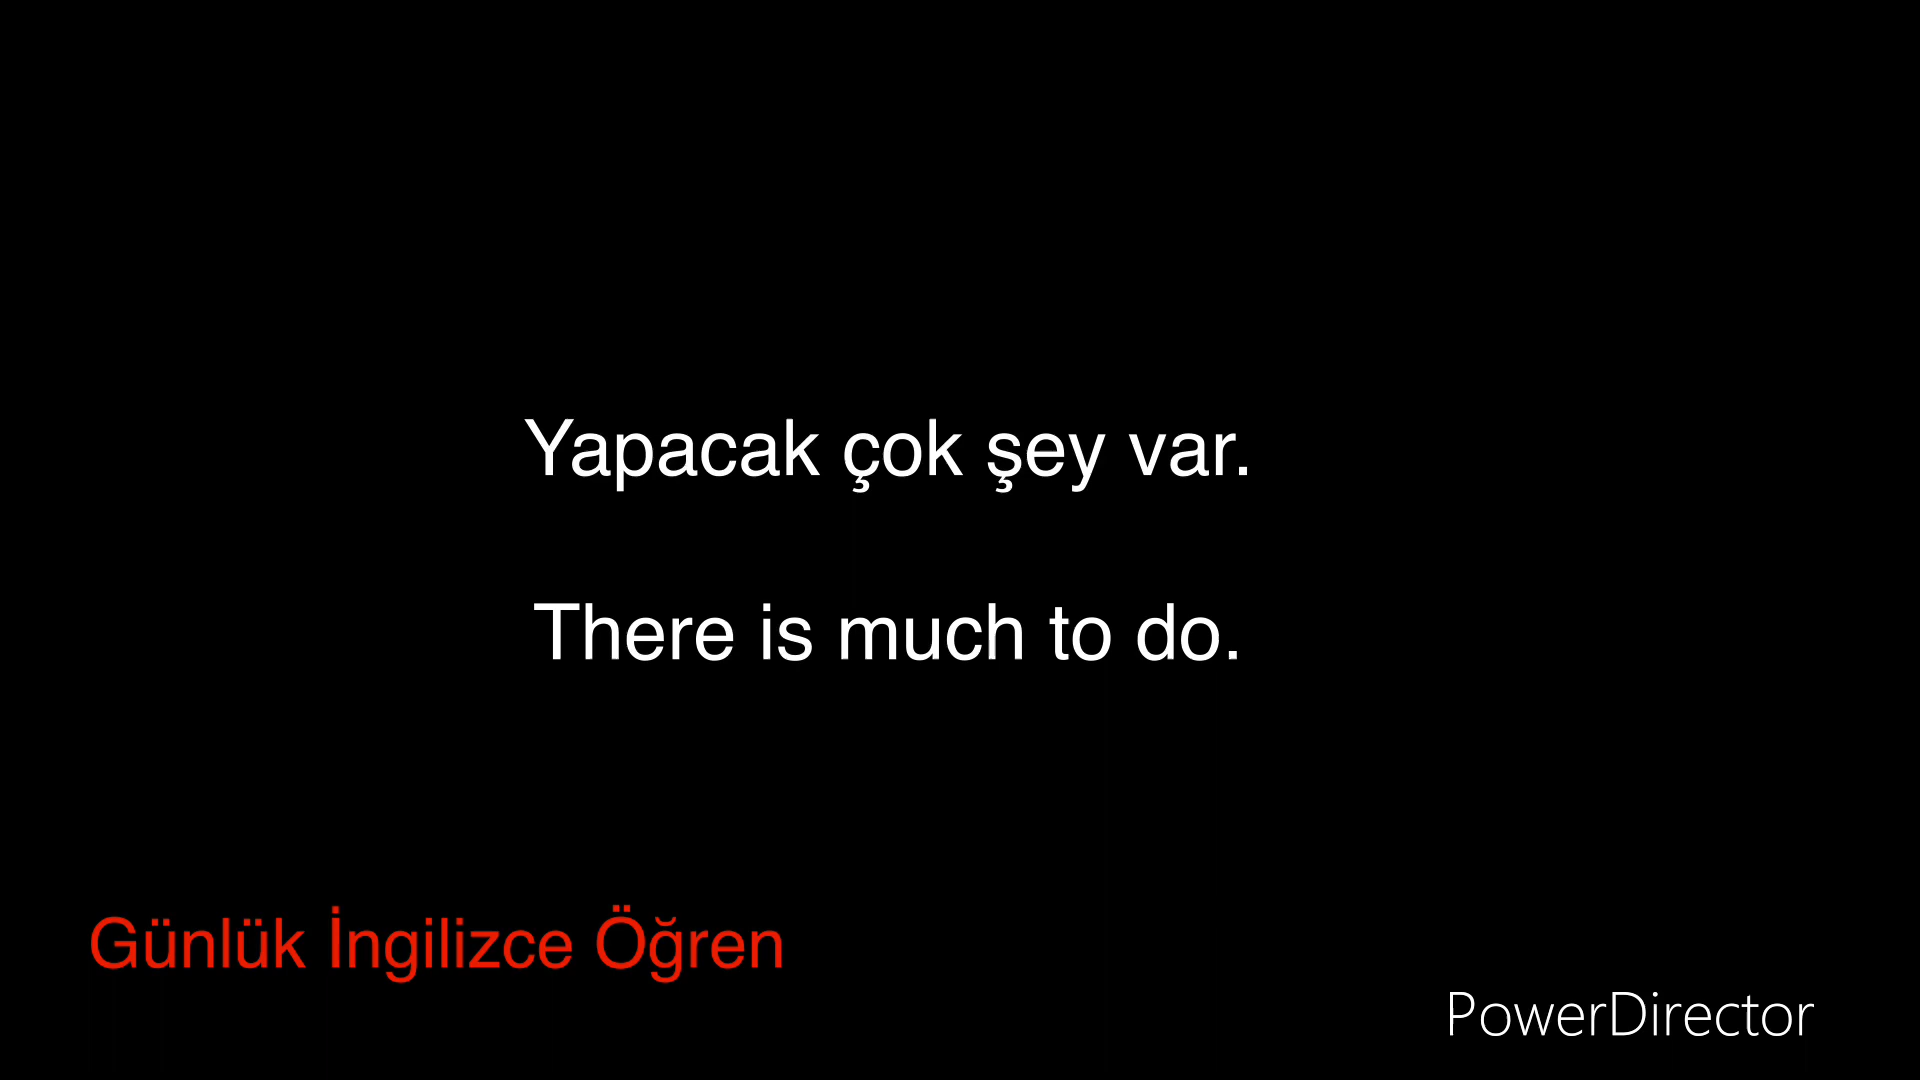 Yapacak çok şey var.
There is much to do.
Günlük İngilizce Öğren
PowerDirector